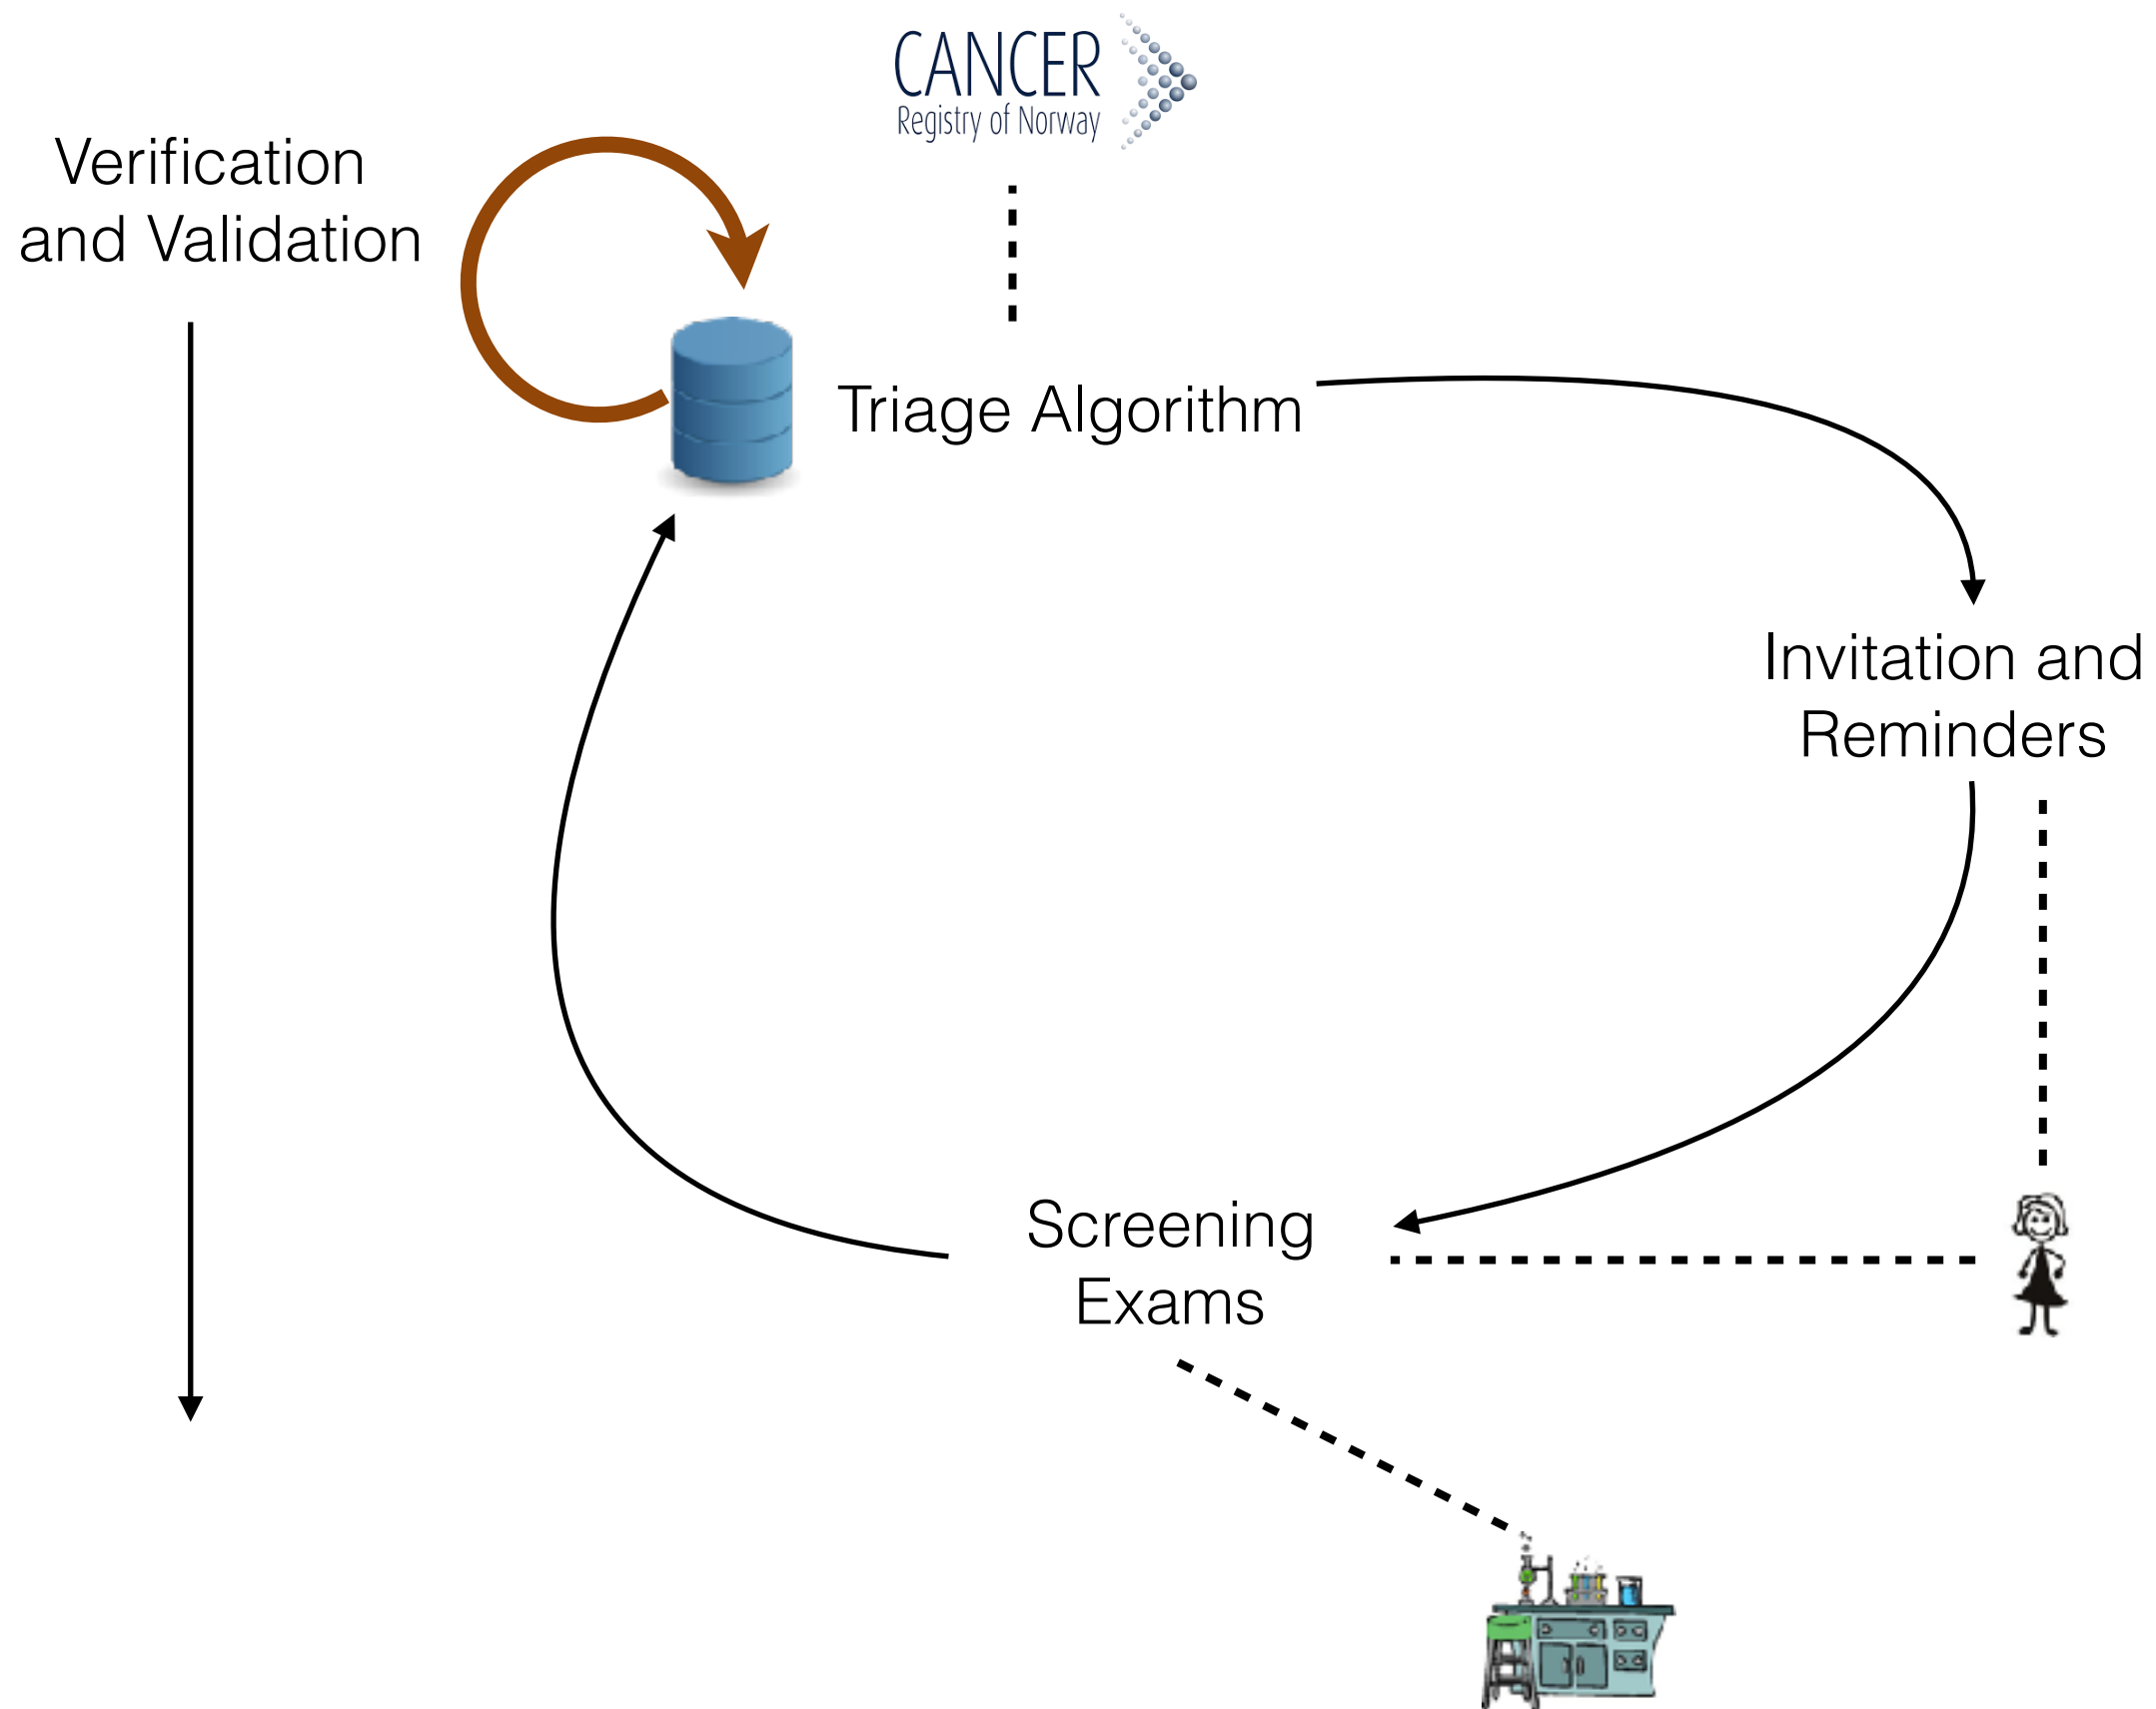 CANCER
Registry of Norway
Verification
and Validation
Triage Algorithm
Invitation and
Reminders
Screening
Exams